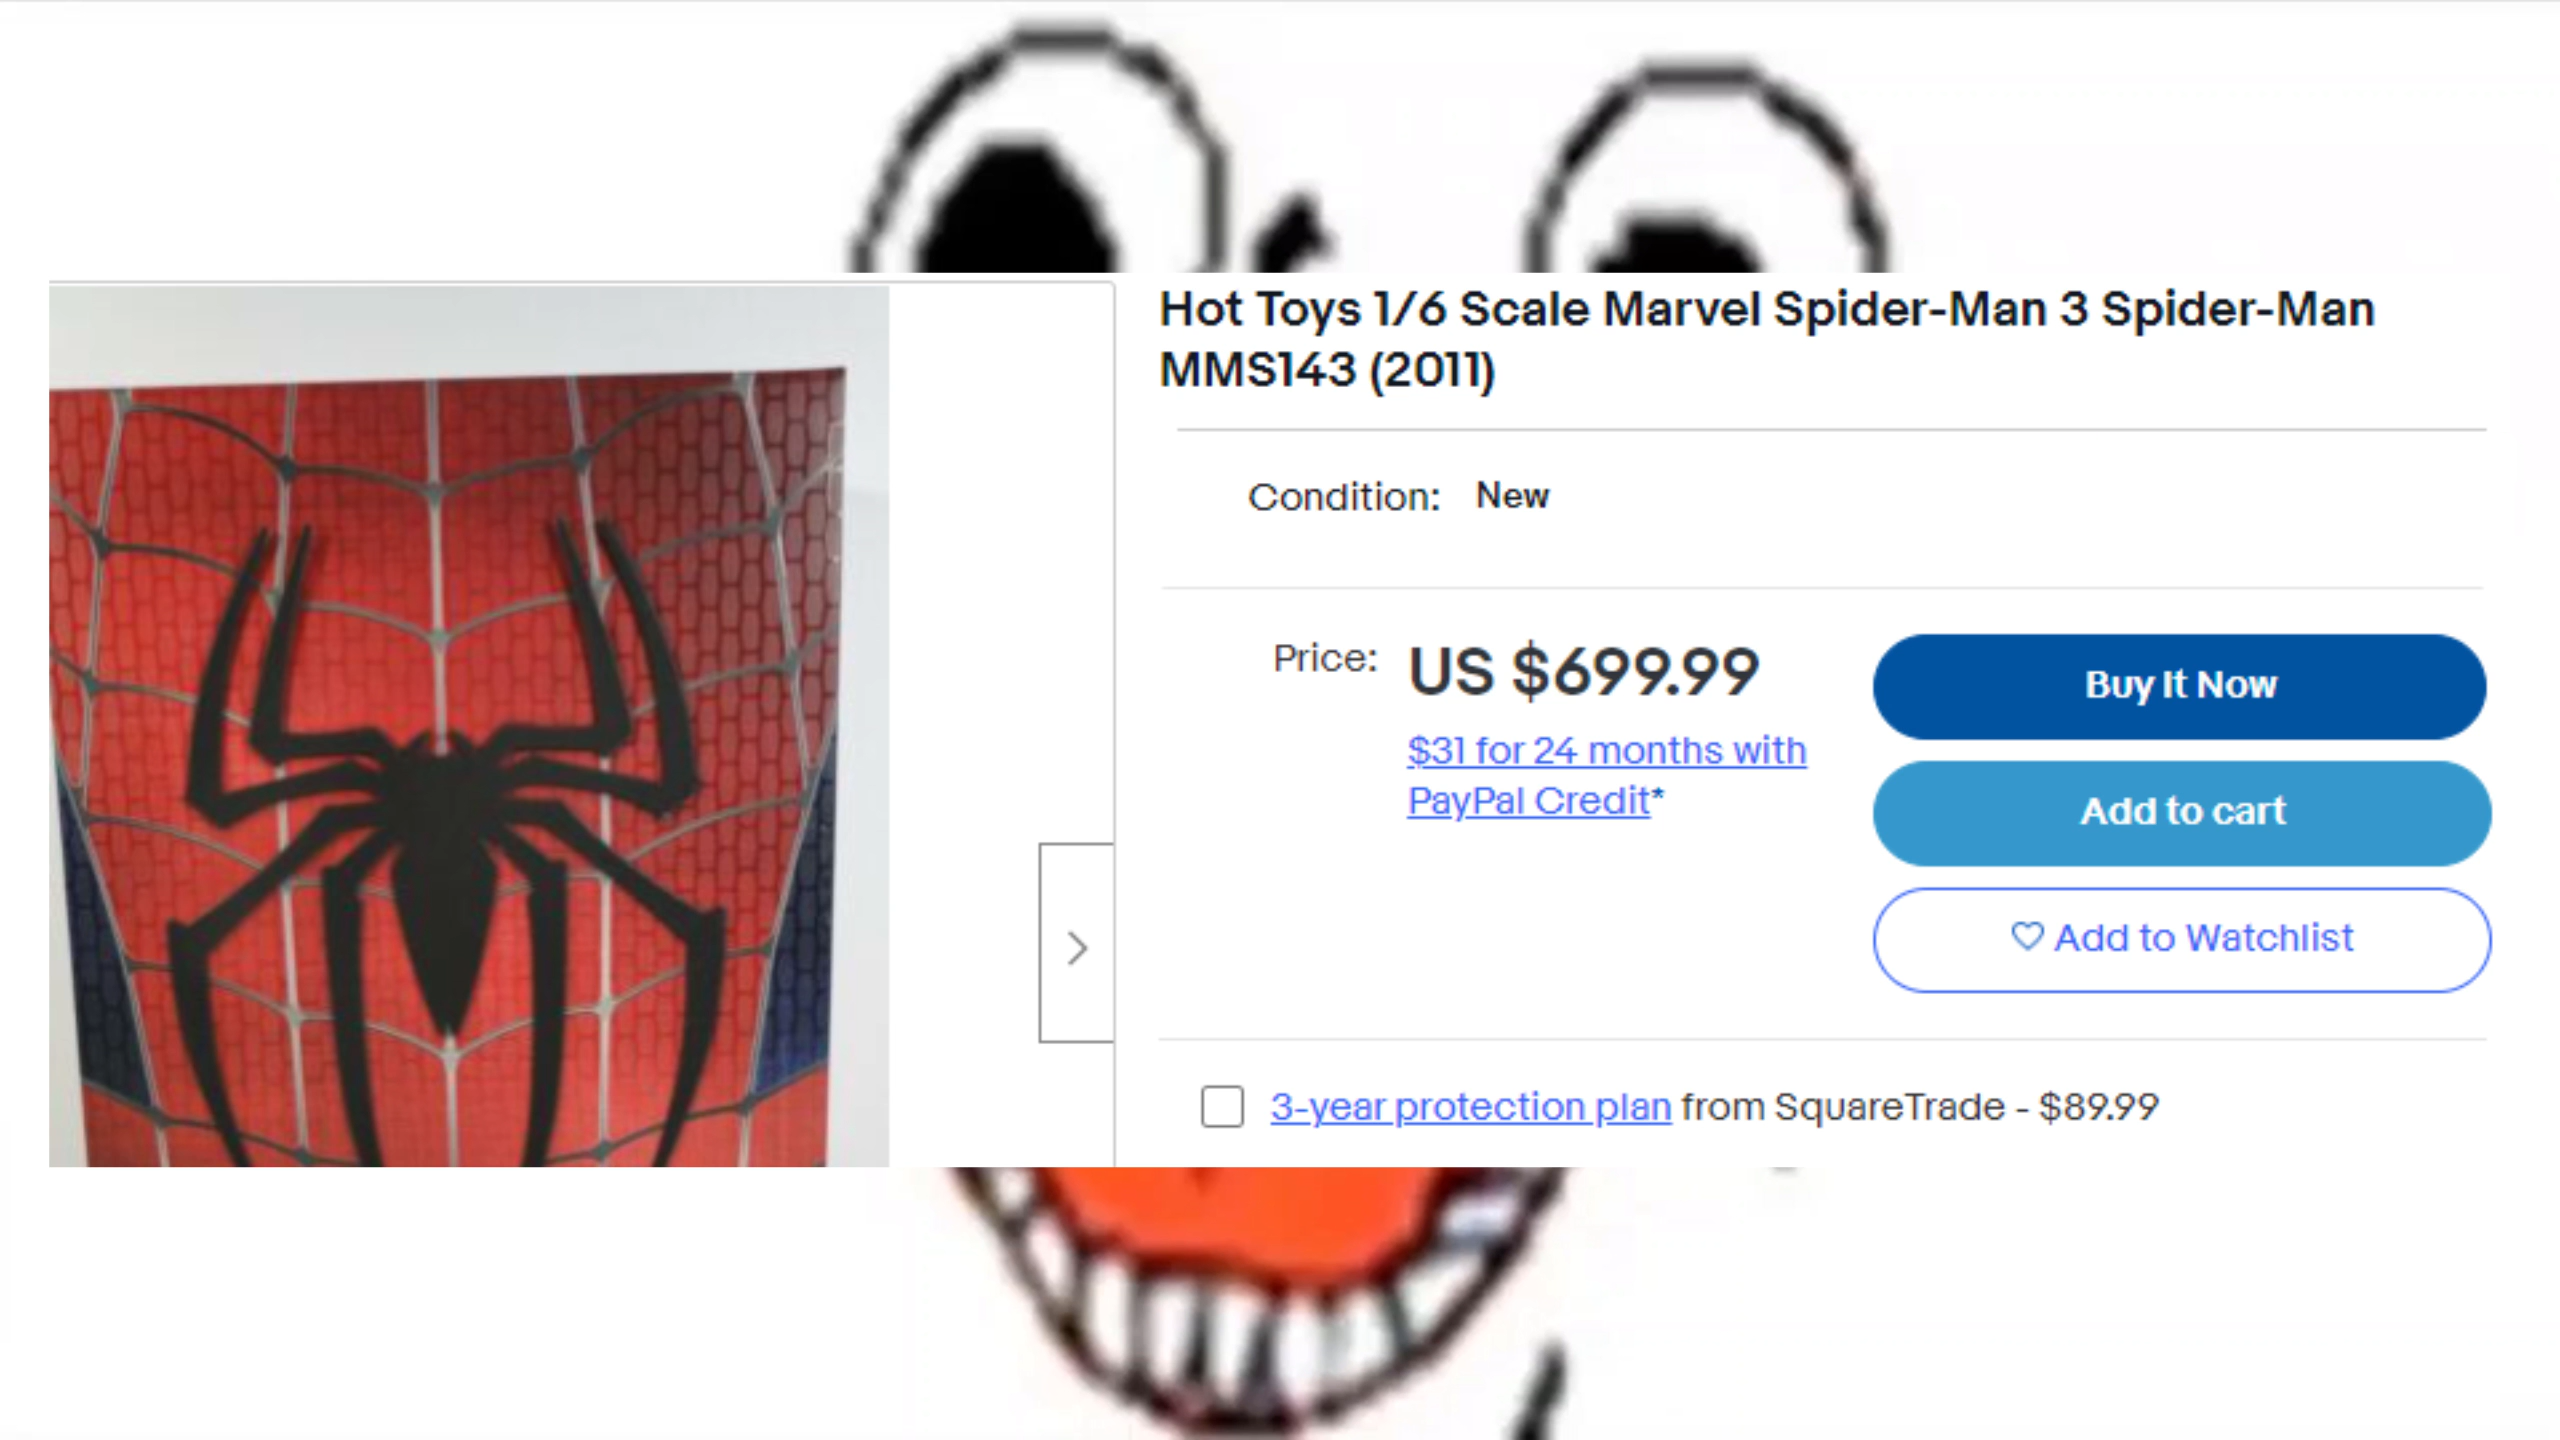 Hot Toys 1/6 Scale Marvel Spider-Man 3 Spider-Man
MMS143 (2011)
Condition: New
Price: US $699.99
$31 for 24 months with
PayPal Credit*
Buy It Now
Add to cart
Add to Watchlist
3-year protection plan from SquareTrade - $89.99